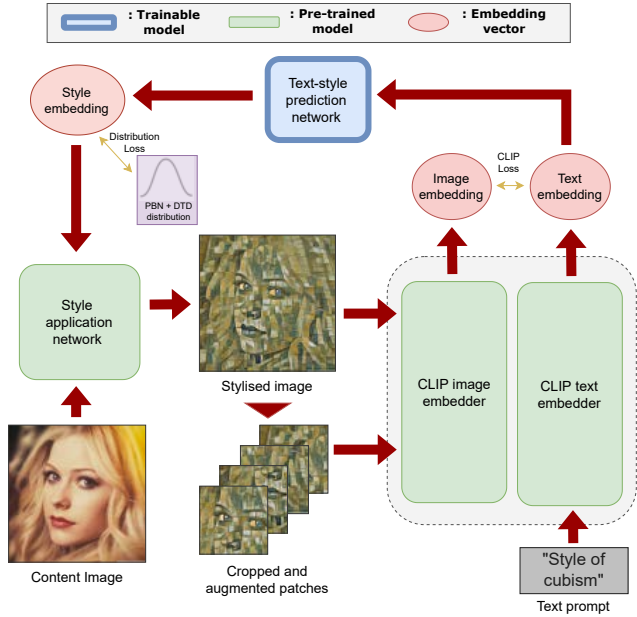 : Trainable
model
: Pre-trained
model
: Embedding
vector
Style
embedding
Text-style
prediction
network
Distribution
Loss
PBN + DTD
distribution
Image
embedding
CLIP
Loss
Text
embedding
Style
application
network
Stylised image
CLIP image
embedder
CLIP text
embedder
Content Image
Cropped and
augmented patches
"Style of
cubism"
Text prompt